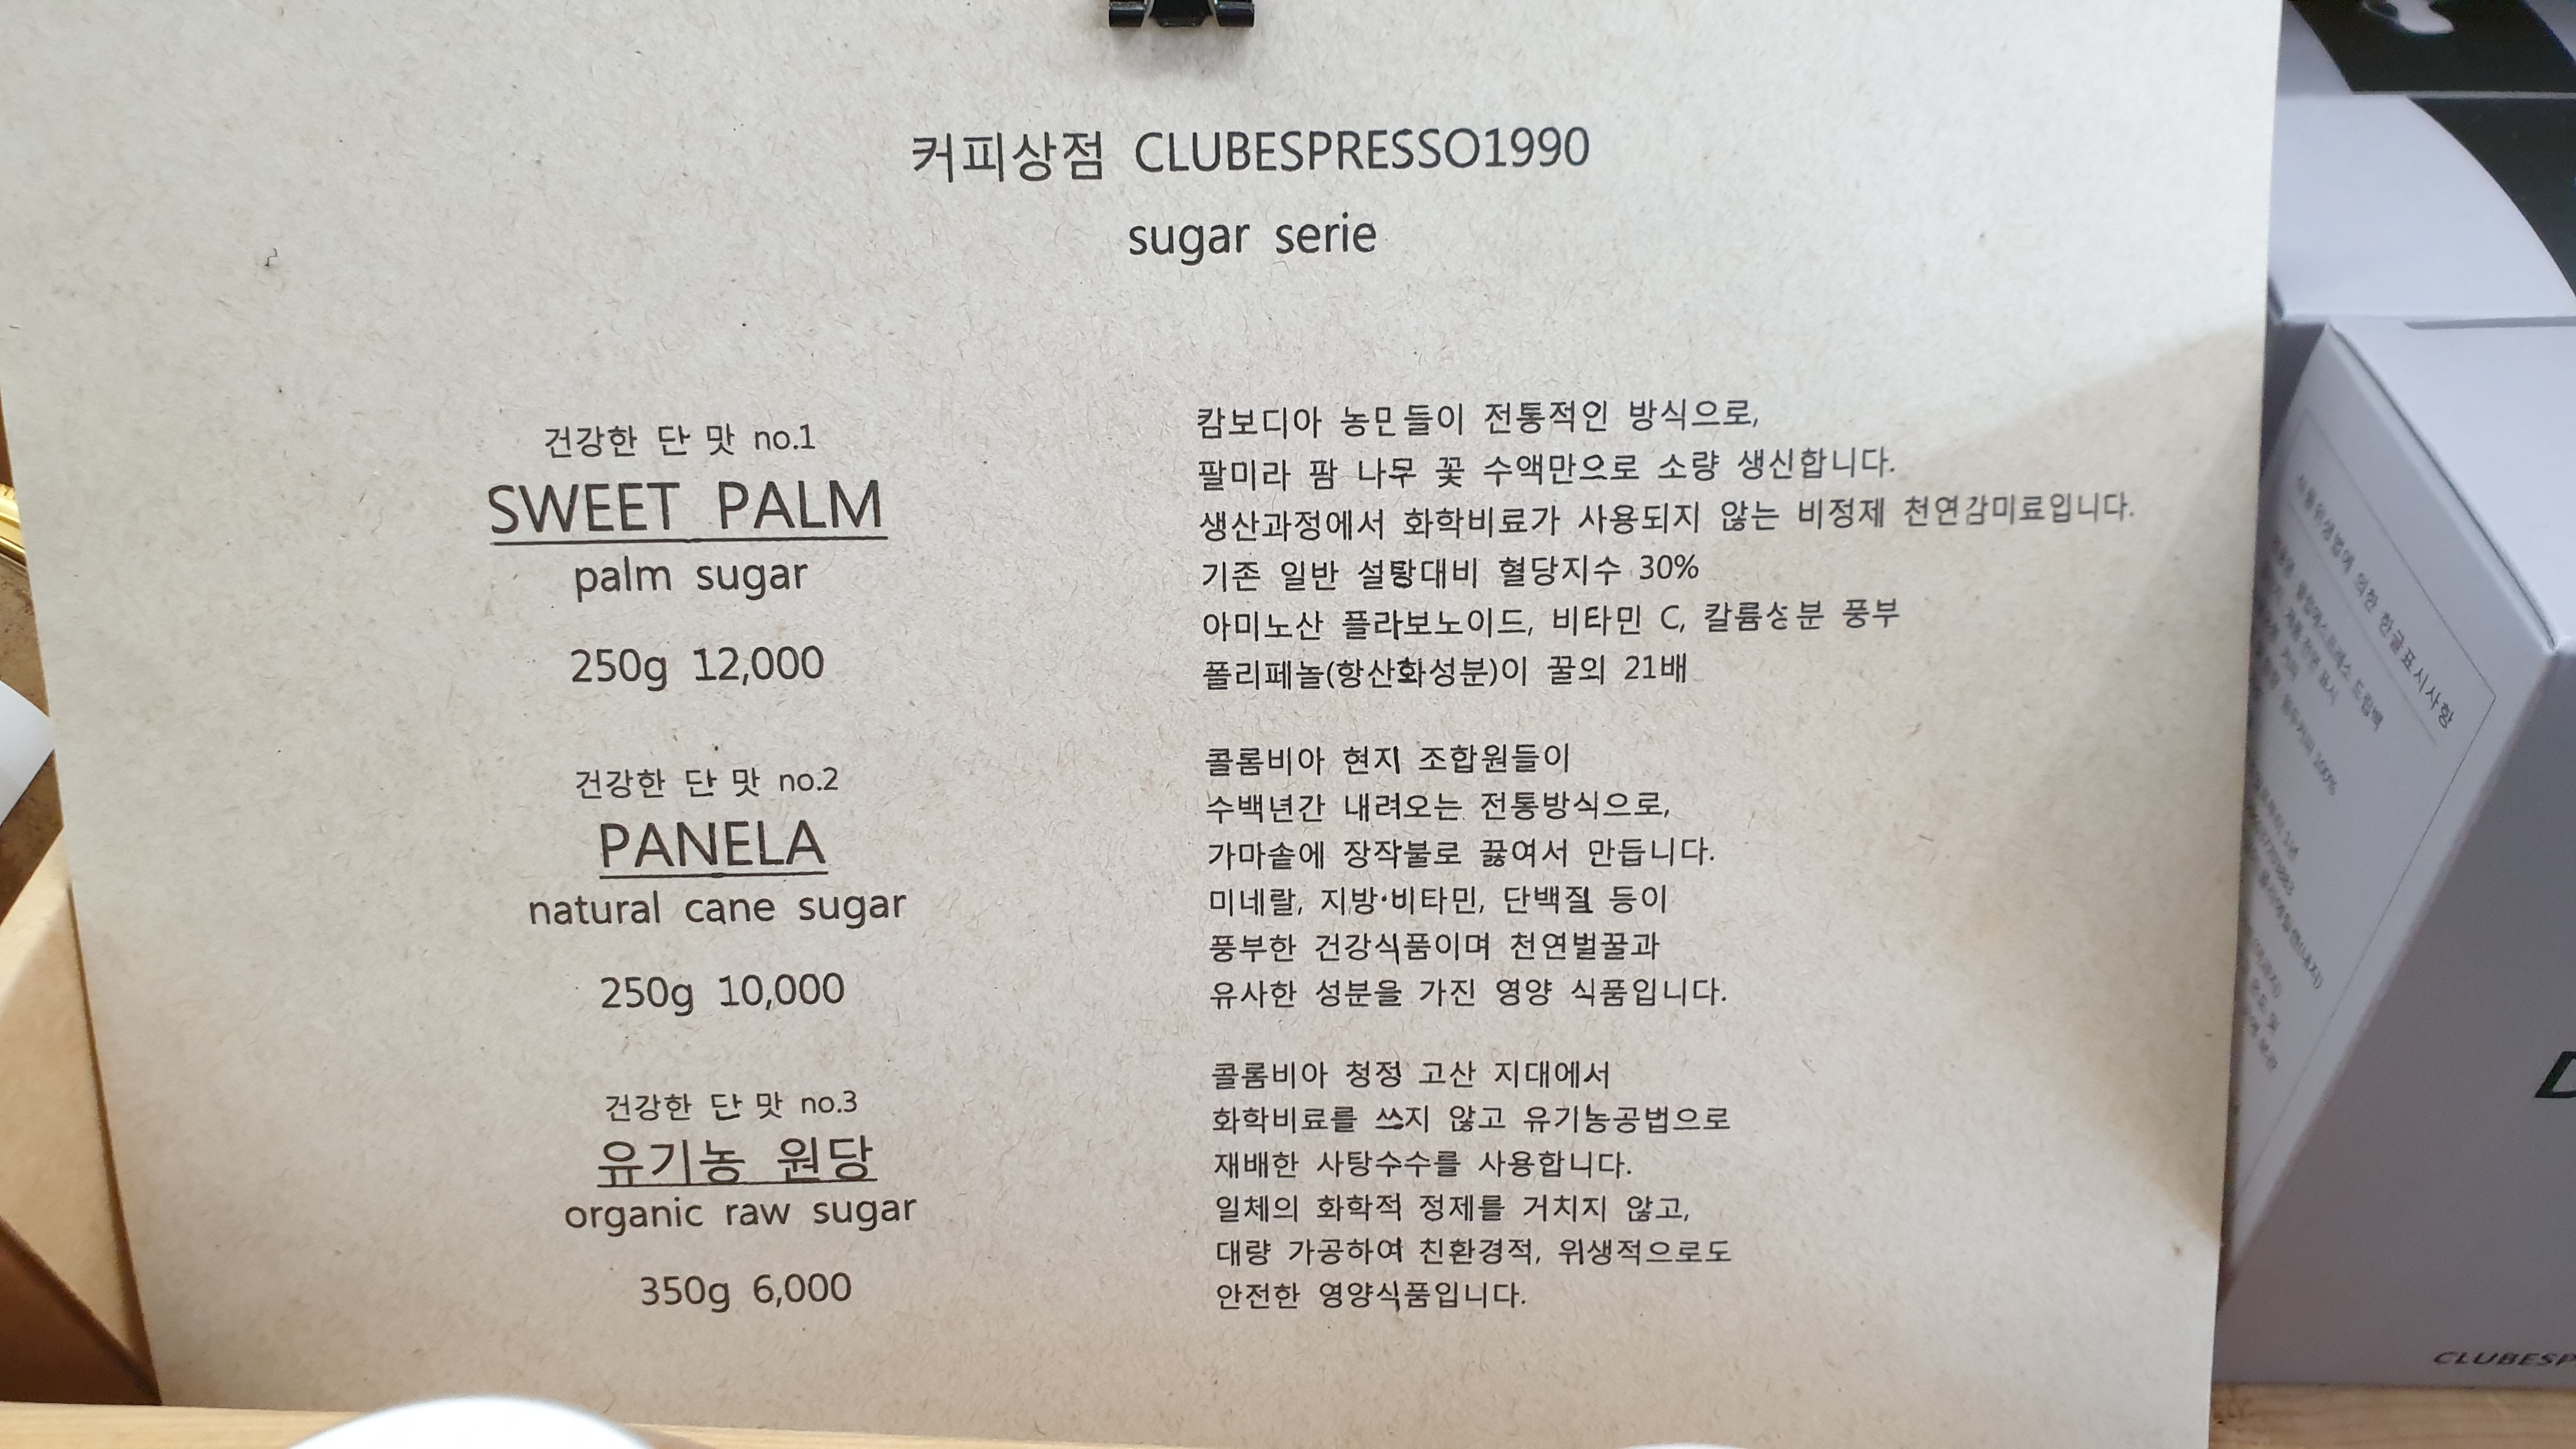 커피상점 CLUBESPRESSO1990
sugar serie
건강한 단 맛 no.1
SWEET PALM
palm sugar
250g 12,000
캄보디아 농민들이 전통적인 방식으로,
팔미라 팜 나무 꽃 수액만으로 소량 생신합니다.
생산과정에서 화학비료가 사용되지 않는 비정제 천연감미료입니다.
기존 일반 설탕대비 혈당지수 30%
아미노산 플라보노이드, 비타민 C, 칼륨성분 풍부
폴리페놀(항산화성분)이 꿀의 21배
건강한 단 맛 no.2
PANELA
natural cane sugar
250g 10,000
콜롬비아 현지 조합원들이
수백년간 내려오는 전통방식으로,
가마솥에 장작불로 끓여서 만듭니다.
미네랄, 지방·비타민, 단백질 등이
풍부한 건강식품이며 천연벌꿀과
유사한 성분을 가진 영양 식품입니다.
건강한 단 맛 no.3
유기농 원당
organic raw sugar
350g 6,000
콜롬비아 청정 고산 지대에서
화학비료를 쓰지 않고 유기농공법으로
재배한 사탕수수를 사용합니다.
일체의 화학적 정제를 거치지 않고,
대량 가공하여 친환경적, 위생적으로도
안전한 영양식품입니다.
식품위생법에 의한 한글표시사항
CLUBESP